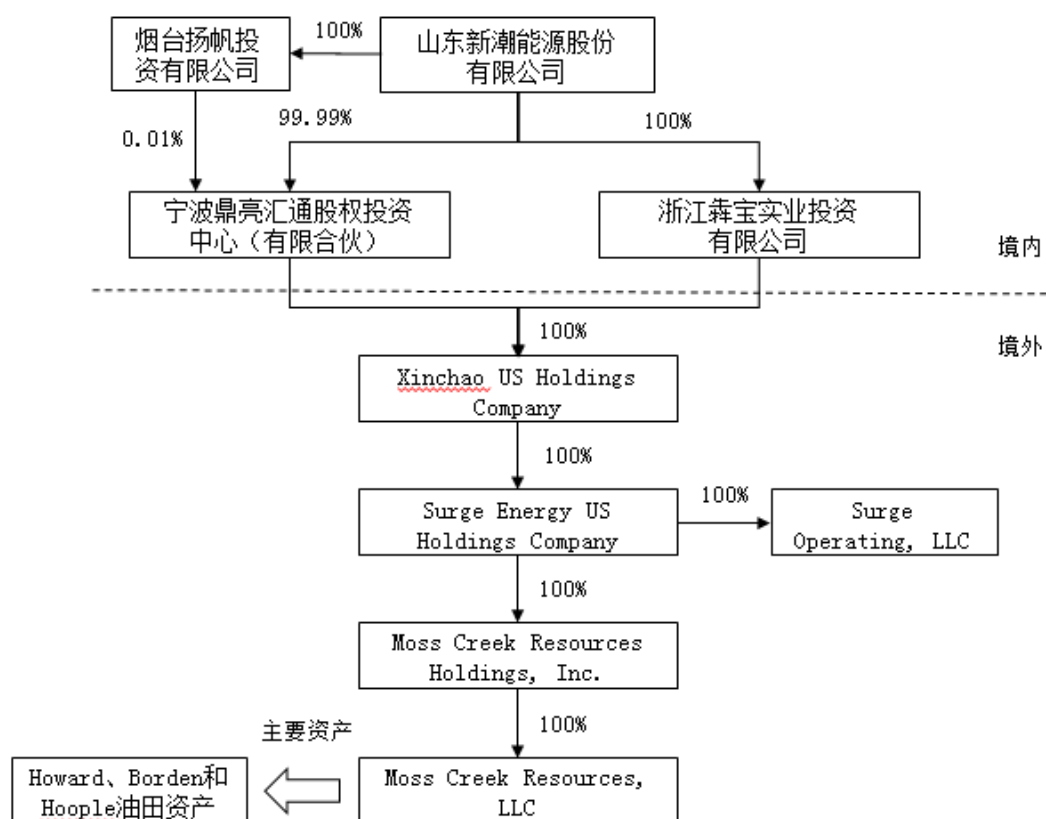 烟台扬帆投
资有限公司
100%
山东新潮能源股份
有限公司
0.01%
99.99%
100%
宁波鼎亮汇通股权投资
中心（有限合伙）
浙江犇宝实业投资
有限公司
境内
100%
境外
Xinchao US Holdings
Company
100%
Surge Energy US
Holdings Company
100%
Surge
Operating, LLC
100%
Moss Creek Resources
Holdings, Inc.
100%
主要资产
Howard、Borden和
Hoople油田资产
Moss Creek Resources,
LLC